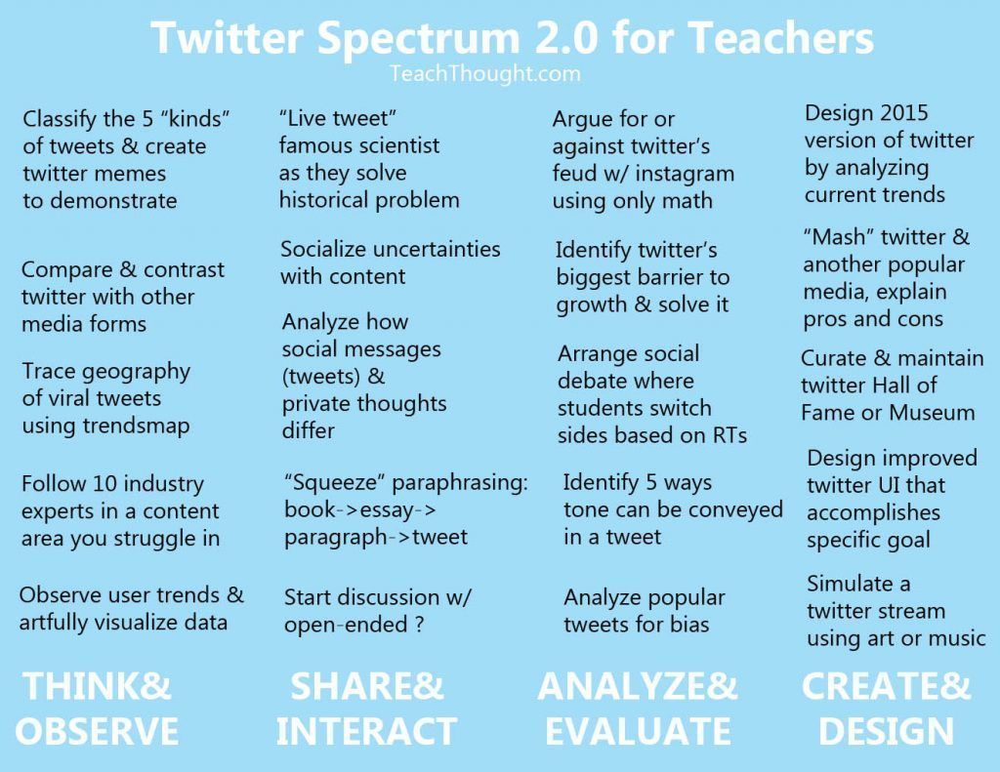 Twitter Spectrum 2.0 for Teachers
TeachThought.com
Classify the 5 “kinds”
of tweets & create
twitter memes
to demonstrate
Compare & contrast
twitter with other
media forms
Trace geography
of viral tweets
using trendsmap
Follow 10 industry
experts in a content
area you struggle in
Observe user trends &
artfully visualize data
THINK&
OBSERVE
“Live tweet”
famous scientist
as they solve
historical problem
Socialize uncertainties
with content
Analyze how
social messages
(tweets) &
private thoughts
differ
“Squeeze” paraphrasing:
book->essay->
paragraph->tweet
Start discussion w/
open-ended ?
SHARE&
INTERACT
Argue for or
against twitter’s
feud w/ instagram
using only math
Identify twitter’s
biggest barrier to
growth & solve it
Arrange social
debate where
students switch
sides based on RTs
Identify 5 ways
tone can be conveyed
in a tweet
Analyze popular
tweets for bias
ANALYZE&
EVALUATE
Design 2015
version of twitter
by analyzing
current trends
“Mash” twitter &
another popular
media, explain
pros and cons
Curate & maintain
twitter Hall of
Fame or Museum
Design improved
twitter UI that
accomplishes
specific goal
Simulate a
twitter stream
using art or music
CREATE&
DESIGN